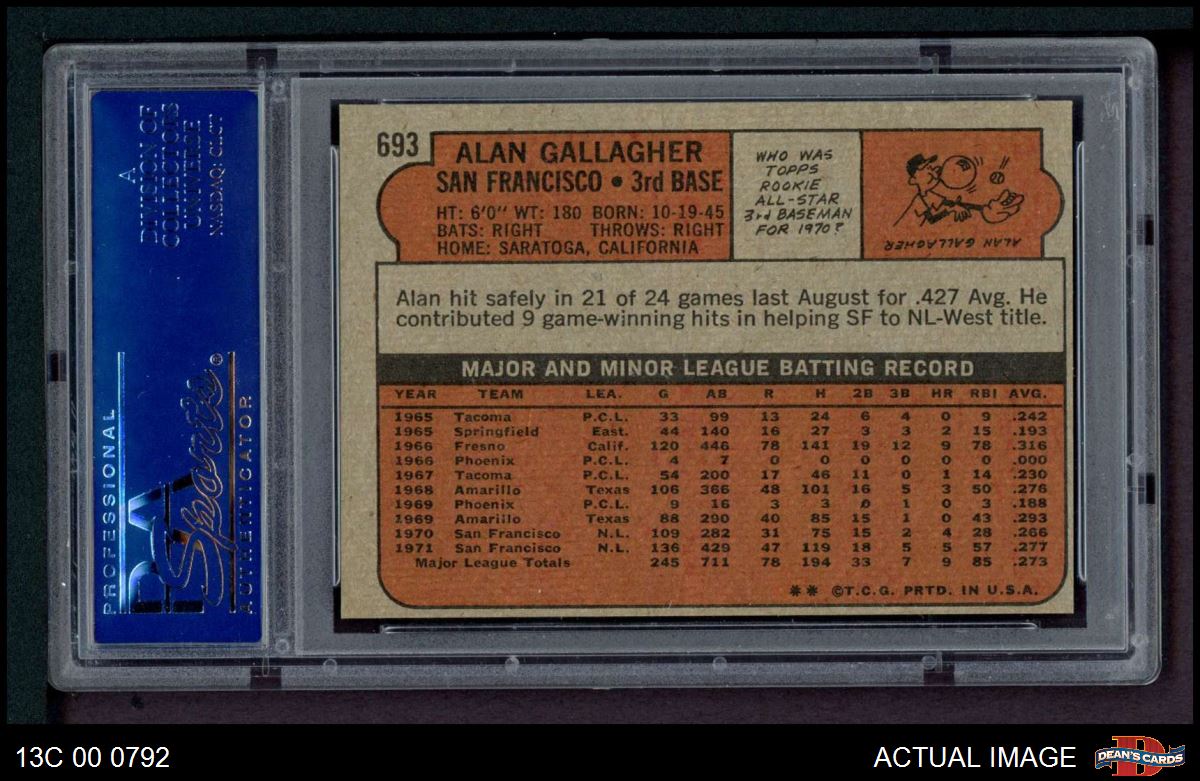 A
DIVISION OF
COLLECTORS
UNIVERSE
NASDAQ: CLCT
PROFESSIONAL
PSA
Sports®
AUTHENTICATOR
693
ALAN GALLAGHER
SAN FRANCISCO • 3rd BASE
HT: 6'0" WT: 180 BORN: 10-19-45
BATS: RIGHT THROWS: RIGHT
HOME: SARATOGA, CALIFORNIA
WHO WAS
TOPPS
ROOKIE
ALL-STAR
3rd BASEMAN
FOR 1970?
ALAN GALLAGHER
Alan hit safely in 21 of 24 games last August for .427 Avg. He
contributed 9 game-winning hits in helping SF to NL-West title.
MAJOR AND MINOR LEAGUE BATTING RECORD
YEAR TEAM LEA. G AB R H 2B 3B HR RBI AVG.
1965 Tacoma P.C.L. 33 99 13 24 6 4 0 9 .242
1965 Springfield East. 44 140 16 27 3 3 2 15 .193
1966 Fresno Calif. 120 446 78 141 19 12 9 78 .316
1966 Phoenix P.C.L. 4 7 0 0 0 0 0 0 .000
1967 Tacoma P.C.L. 54 200 17 46 11 0 1 14 .230
1968 Amarillo Texas 106 366 48 101 16 5 3 50 .276
1969 Phoenix P.C.L. 9 16 3 3 0 1 0 3 .188
1969 Amarillo Texas 88 290 40 85 15 1 0 43 .293
1970 San Francisco N.L. 109 282 31 75 15 2 4 28 .266
1971 San Francisco N.L. 136 429 47 119 18 5 5 57 .277
Major League Totals 245 711 78 194 33 7 9 85 .273
** ©T.C.G. PRTD. IN U.S.A.
13C 00 0792
ACTUAL IMAGE
D
DEAN'S CARDS